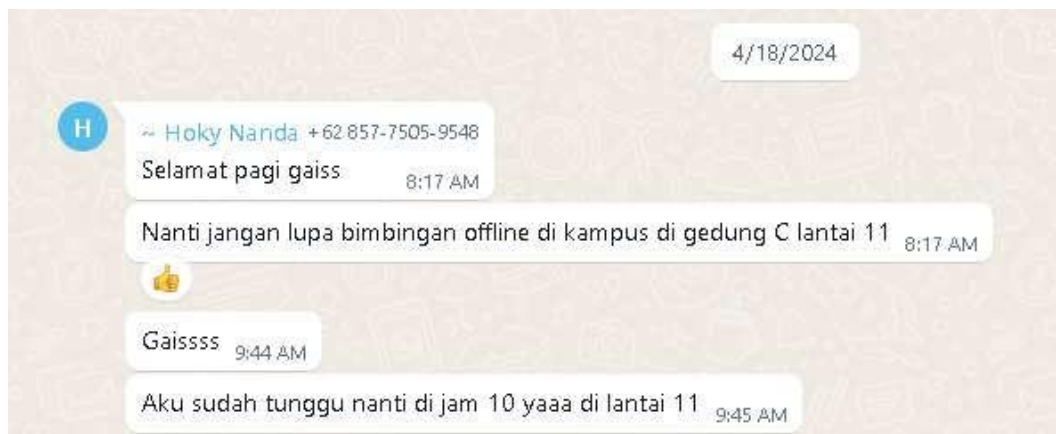 4/18/2024
H
~ Hoky Nanda +62 857-7505-9548
Selamat pagi gaiss 8:17 AM
Nanti jangan lupa bimbingan offline di kampus di gedung C lantai 11 8:17 AM
Gaissss 9:44 AM
Aku sudah tunggu nanti di jam 10 yaaa di lantai 11 9:45 AM